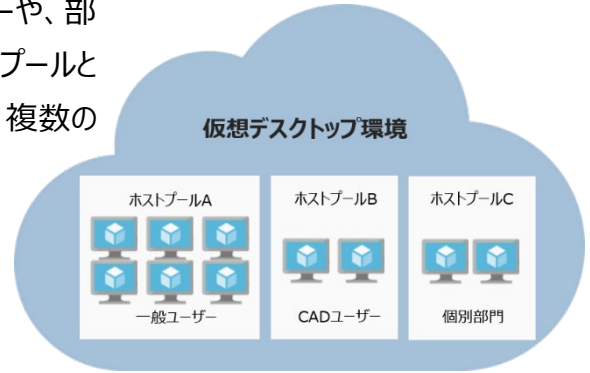 ーや、部
プールと
複数の
仮想デスクトップ環境
ホストプールA
ホストプールB
ホストプールC
一般ユーザー
CADユーザー
個別部門